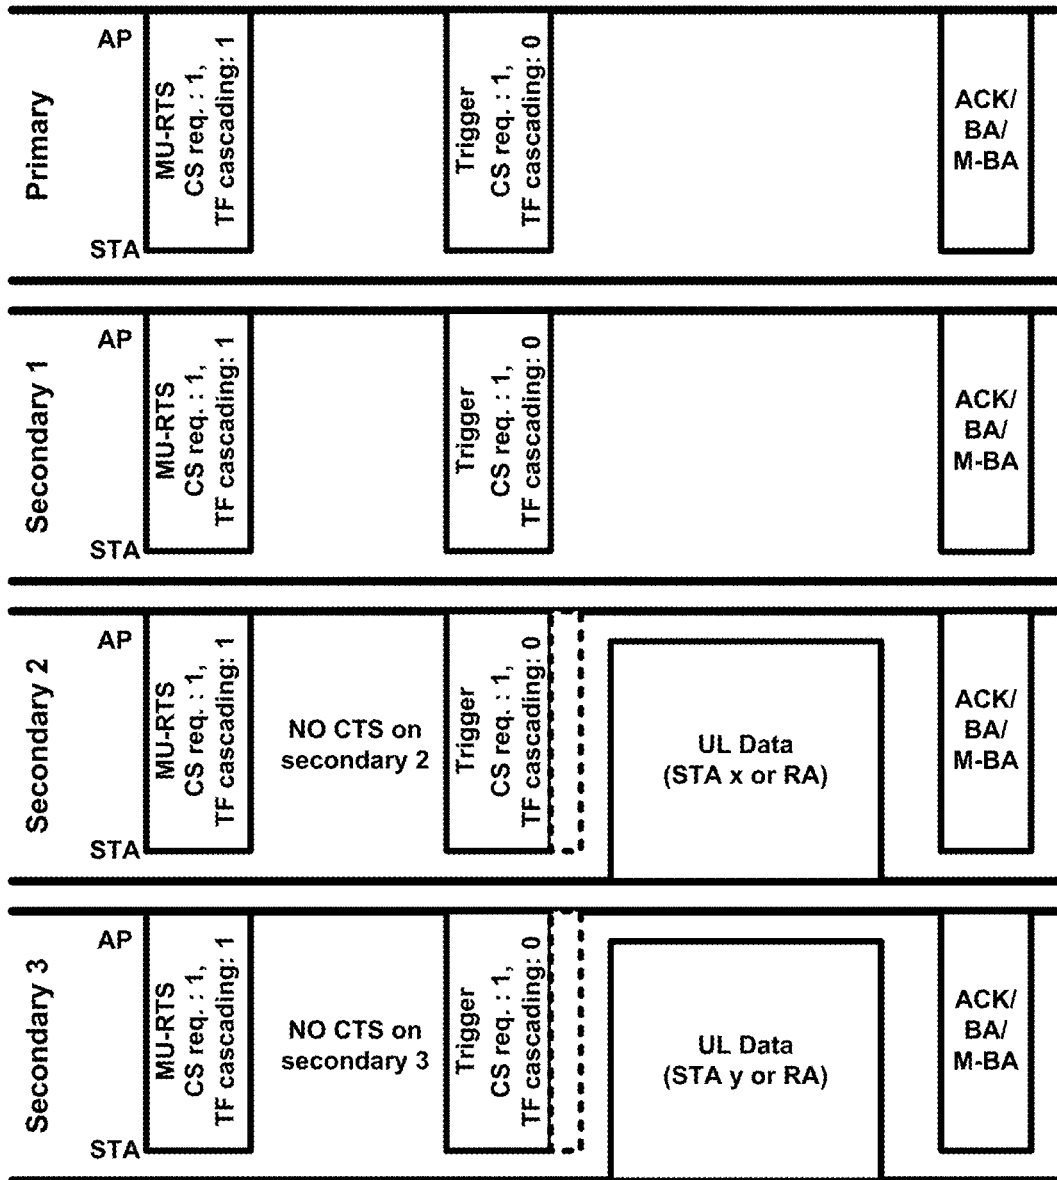 Primary
AP
STA
MU-RTS
CS req. : 1,
TF cascading: 1
Trigger
CS req. : 1,
TF cascading: 0
ACK/
BA/
M-BA
Secondary 1
AP
STA
MU-RTS
CS req. : 1,
TF cascading: 1
Trigger
CS req. : 1,
TF cascading: 0
ACK/
BA/
M-BA
Secondary 2
AP
STA
MU-RTS
CS req. : 1,
TF cascading: 1
NO CTS on
secondary 2
Trigger
CS req. : 1,
TF cascading: 0
UL Data
(STA x or RA)
ACK/
BA/
M-BA
Secondary 3
AP
STA
MU-RTS
CS req. : 1,
TF cascading: 1
NO CTS on
secondary 3
Trigger
CS req. : 1,
TF cascading: 0
UL Data
(STA y or RA)
ACK/
BA/
M-BA